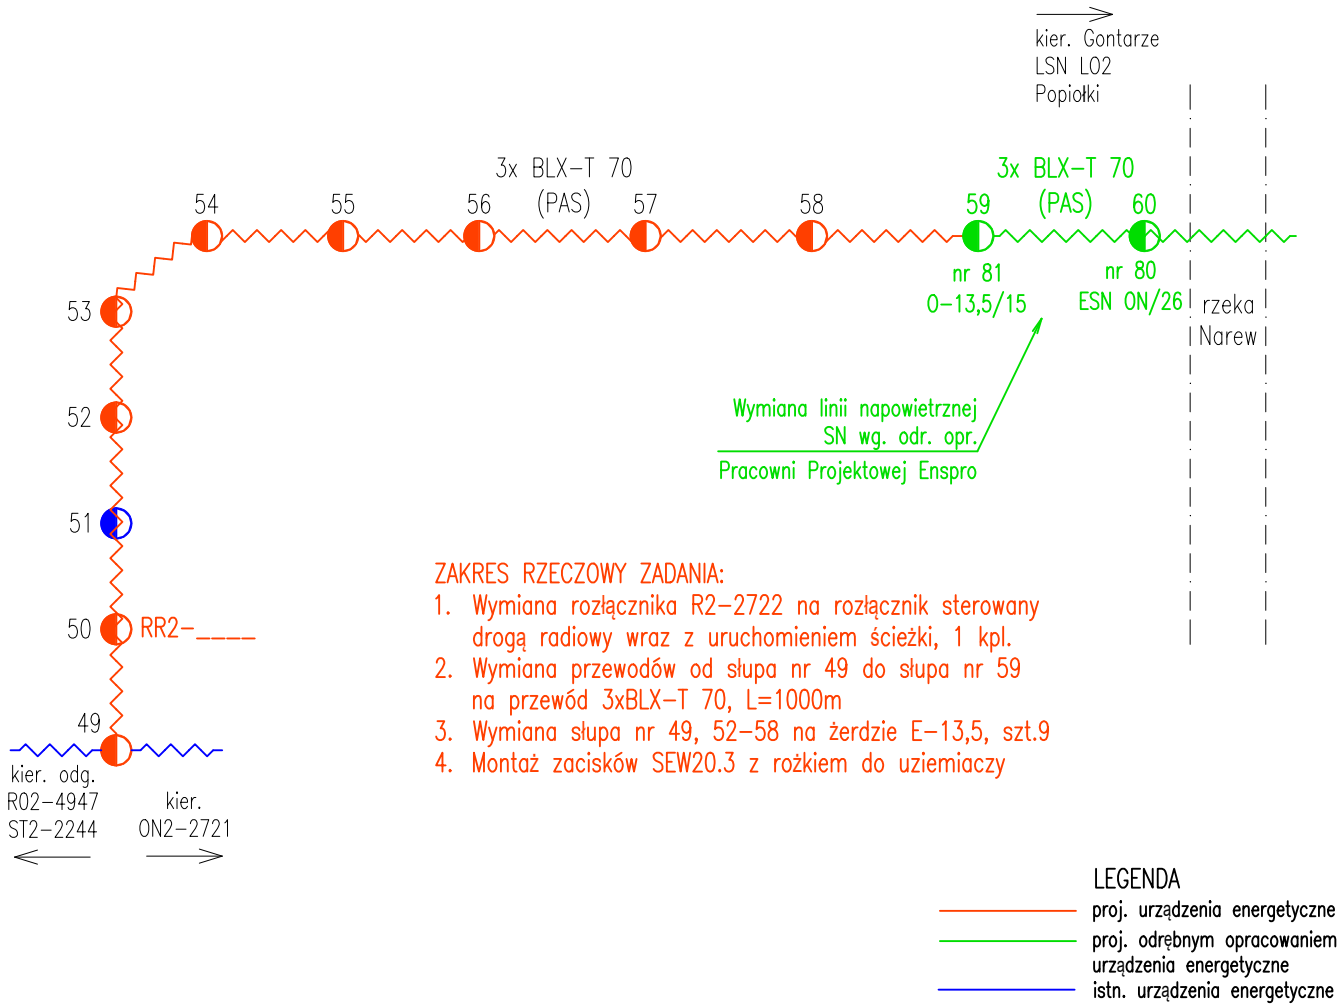 kier. Gontarze
LSN LO2
Popiołki
3x BLX-T 70
(PAS)
3x BLX-T 70
(PAS)
54
55
56
57
58
59
60
nr 81
O-13,5/15
nr 80
ESN ON/26
rzeka
Narew
53
52
51
50
RR2-____
49
Wymiana linii napowietrznej
SN wg. odr. opr.
Pracowni Projektowej Enspro
ZAKRES RZECZOWY ZADANIA:
1. Wymiana rozłącznika R2-2722 na rozłącznik sterowany
drogą radiowy wraz z uruchomieniem ścieżki, 1 kpl.
2. Wymiana przewodów od słupa nr 49 do słupa nr 59
na przewód 3xBLX-T 70, L=1000m
3. Wymiana słupa nr 49, 52-58 na żerdzie E-13,5, szt.9
4. Montaż zacisków SEW20.3 z rożkiem do uziemiaczy
kier. odg.
R02-4947
ST2-2244
kier.
ON2-2721
LEGENDA
proj. urządzenia energetyczne
proj. odrębnym opracowaniem
urządzenia energetyczne
istn. urządzenia energetyczne